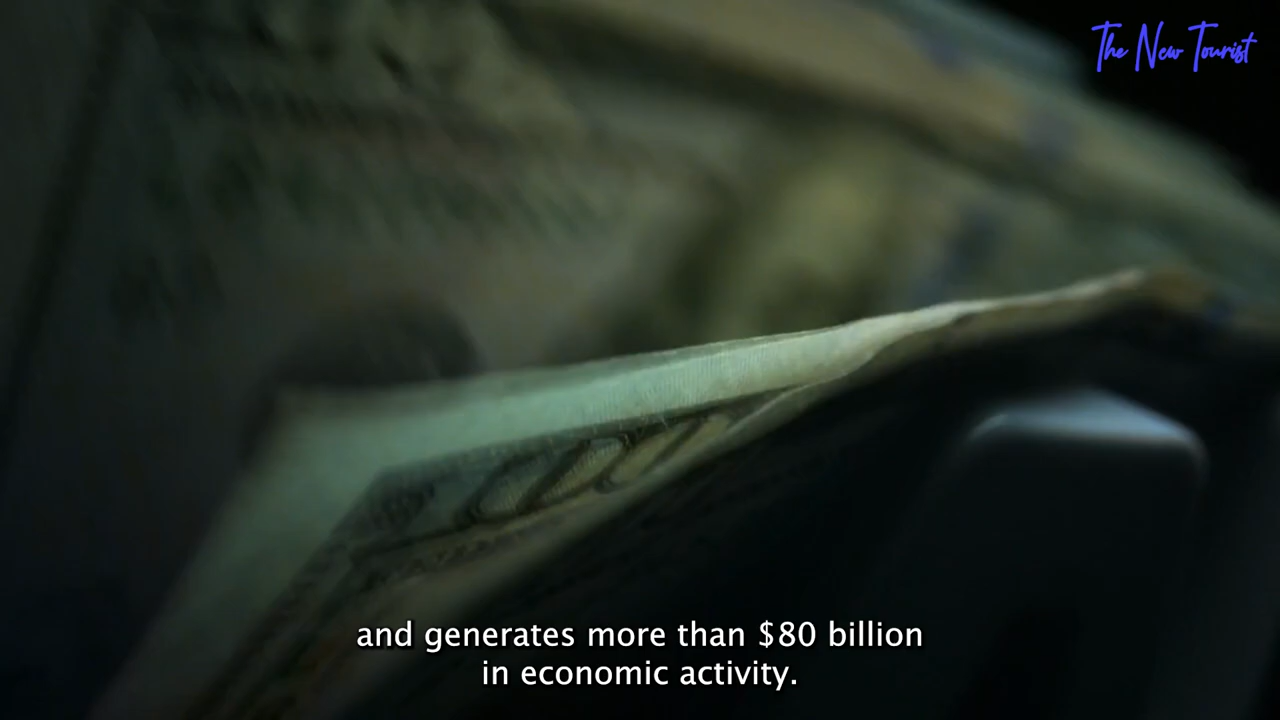 The New Tourist
and generates more than $80 billion
in economic activity.